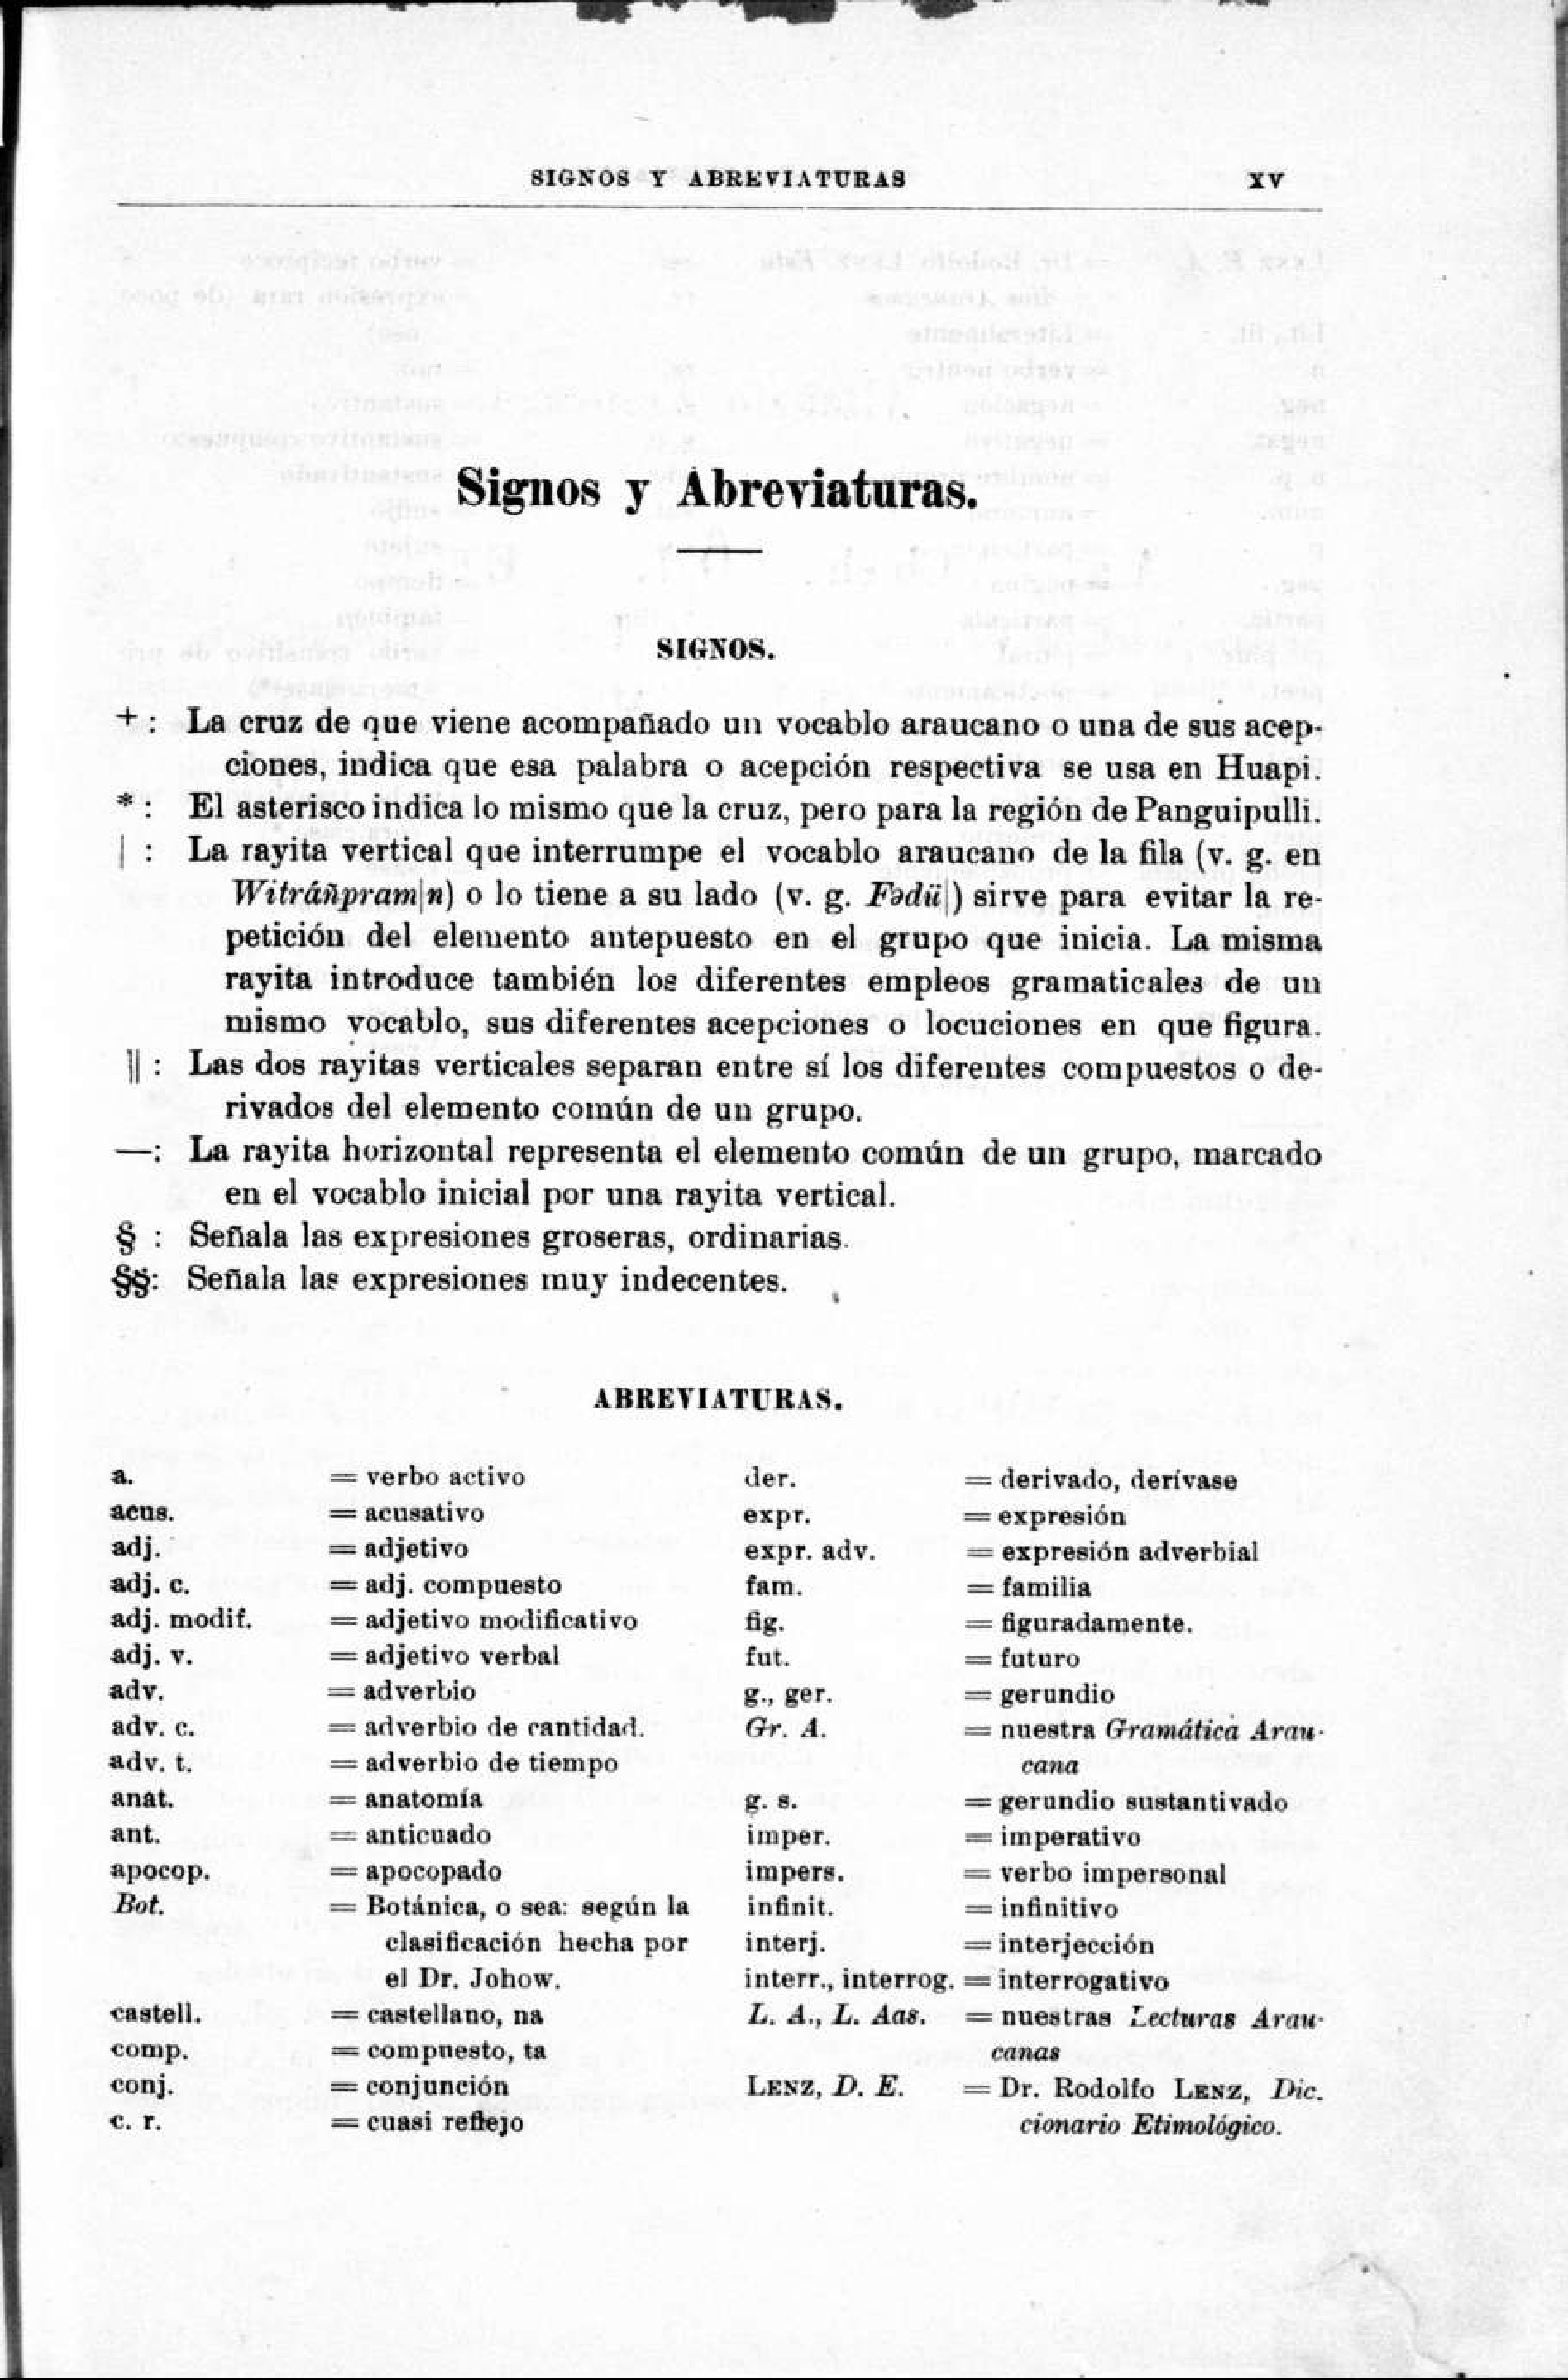 SIGNOS Y ABREVIATURAS XV
Signos y Abreviaturas.
SIGNOS.
+ : La cruz de que viene acompañado un vocablo araucano o una de sus acep-
ciones, indica que esa palabra o acepción respectiva se usa en Huapi.
* : El asterisco indica lo mismo que la cruz, pero para la región de Panguipulli.
| : La rayita vertical que interrumpe el vocablo araucano de la fila (v. g. en
Witráñpram|n) o lo tiene a su lado (v. g. Fədü|) sirve para evitar la re-
petición del elemento antepuesto en el grupo que inicia. La misma
rayita introduce también los diferentes empleos gramaticales de un
mismo vocablo, sus diferentes acepciones o locuciones en que figura.
|| : Las dos rayitas verticales separan entre sí los diferentes compuestos o de-
rivados del elemento común de un grupo.
—: La rayita horizontal representa el elemento común de un grupo, marcado
en el vocablo inicial por una rayita vertical.
§ : Señala las expresiones groseras, ordinarias.
§§: Señala las expresiones muy indecentes.
ABREVIATURAS.
a. = verbo activo
acus. = acusativo
adj. = adjetivo
adj. c. = adj. compuesto
adj. modif. = adjetivo modificativo
adj. v. = adjetivo verbal
adv. = adverbio
adv. c. = adverbio de cantidad.
adv. t. = adverbio de tiempo
anat. = anatomía
ant. = anticuado
apocop. = apocopado
Bot. = Botánica, o sea: según la
clasificación hecha por
el Dr. Johow.
castell. = castellano, na
comp. = compuesto, ta
conj. = conjunción
c. r. = cuasi reflejo
der. = derivado, derívase
expr. = expresión
expr. adv. = expresión adverbial
fam. = familia
fig. = figuradamente.
fut. = futuro
g., ger. = gerundio
Gr. A. = nuestra Gramática Arau-
cana
g. s. = gerundio sustantivado
imper. = imperativo
impers. = verbo impersonal
infinit. = infinitivo
interj. = interjección
interr., interrog. = interrogativo
L. A., L. Aas. = nuestras Lecturas Arau-
canas
LENZ, D. E. = Dr. Rodolfo LENZ, Dic-
cionario Etimológico.